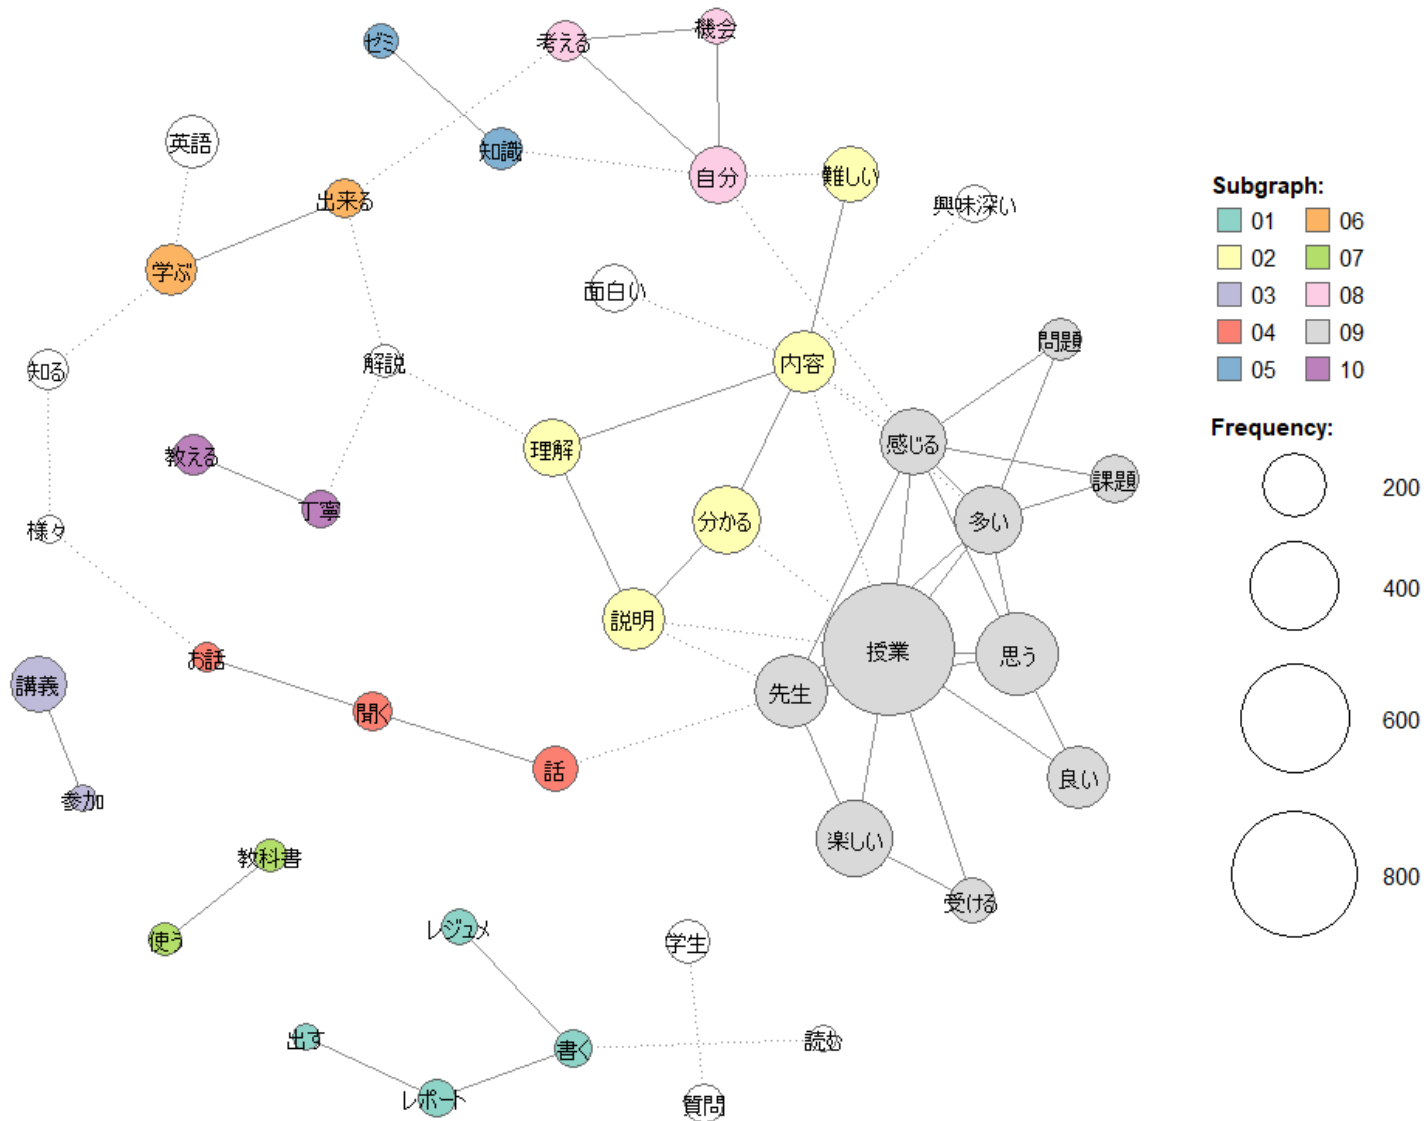 ゼミ
考える
機会
英語
知識
自分
難しい
出来る
興味深い
学ぶ
面白い
知る
解説
内容
問題
教える
理解
感じる
課題
丁寧
様々
分かる
多い
説明
授業
思う
お話
先生
講義
聞く
話
良い
参加
楽しい
教科書
受ける
使う
レジュメ
学生
出す
書く
読む
レポート
質問
Subgraph:
01 06
02 07
03 08
04 09
05 10
Frequency:
200
400
600
800